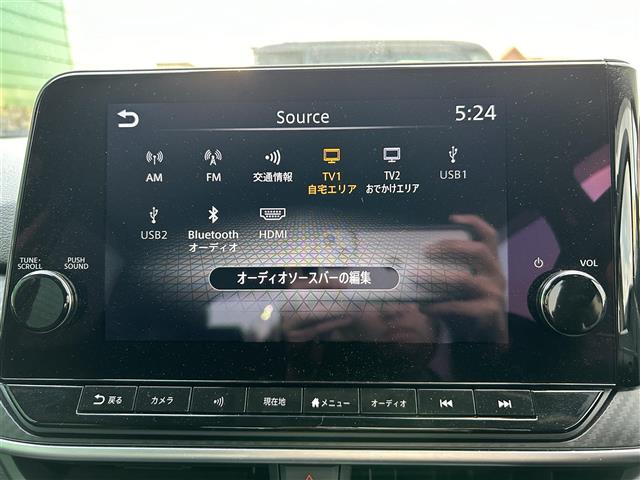 Source
5:24
AM
FM
交通情報
TV1
自宅エリア
TV2
おでかけエリア
USB1
USB2
Bluetooth
オーディオ
HDMI
オーディオソースバーの編集
TUNE・
SCROLL
PUSH
SOUND
VOL
戻る
カメラ
現在地
メニュー
オーディオ